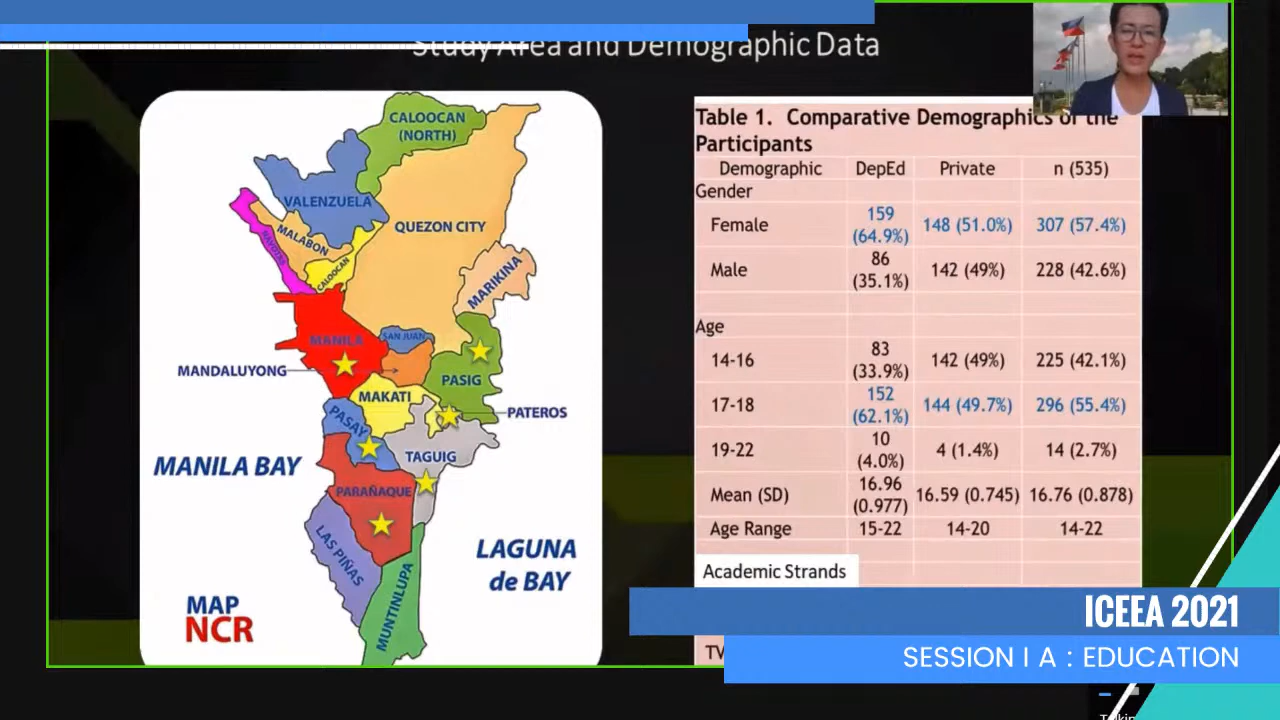 Study Area and Demographic Data
CALOOCAN
(NORTH)
VALENZUELA
QUEZON CITY
MALABON
NAVOTAS
CALOOCAN
MARIKINA
MANILA
SAN JUAN
MANDALUYONG
PASIG
MAKATI
PATEROS
PASAY
TAGUIG
MANILA BAY
PARAÑAQUE
LAS PIÑAS
LAGUNA
de BAY
MUNTINLUPA
MAP
NCR
Table 1. Comparative Demographics of the
Participants
Demographic DepEd Private n (535)
Gender
Female 159 (64.9%) 148 (51.0%) 307 (57.4%)
Male 86 (35.1%) 142 (49%) 228 (42.6%)
Age
14-16 83 (33.9%) 142 (49%) 225 (42.1%)
17-18 152 (62.1%) 144 (49.7%) 296 (55.4%)
19-22 10 (4.0%) 4 (1.4%) 14 (2.7%)
Mean (SD) 16.96 (0.977) 16.59 (0.745) 16.76 (0.878)
Age Range 15-22 14-20 14-22
Academic Strands
ICEEA 2021
SESSION I A : EDUCATION